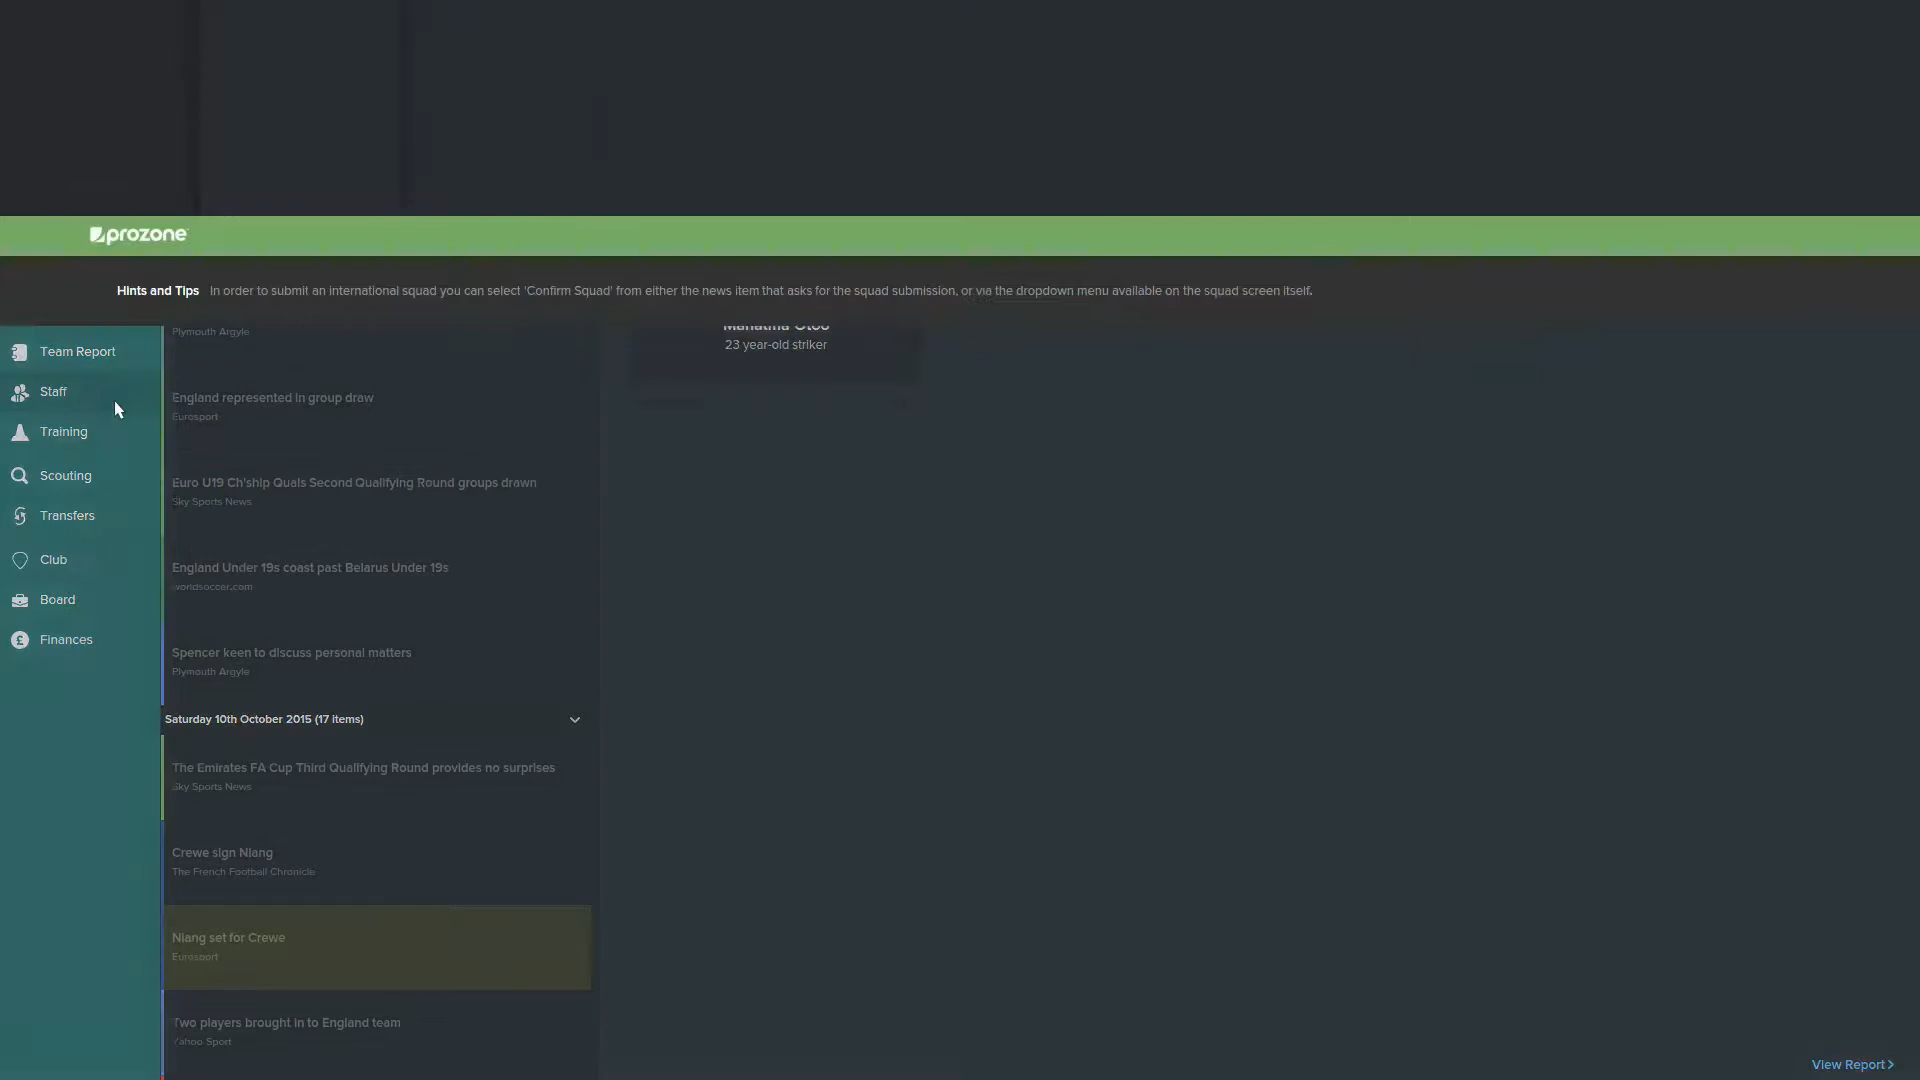 prozone
Hints and Tips In order to submit an international squad you can select 'Confirm Squad' from either the news item that asks for the squad submission, or via the dropdown menu available on the squad screen itself.
Plymouth Argyle
23 year-old striker
Team Report
Staff
Training
Scouting
Transfers
Club
Board
Finances
England represented in group draw
Eurosport
Euro U19 Ch'ship Quals Second Qualifying Round groups drawn
Sky Sports News
England Under 19s coast past Belarus Under 19s
worldsoccer.com
Spencer keen to discuss personal matters
Plymouth Argyle
Saturday 10th October 2015 (17 items)
The Emirates FA Cup Third Qualifying Round provides no surprises
Sky Sports News
Crewe sign Niang
The French Football Chronicle
Niang set for Crewe
Eurosport
Two players brought in to England team
Yahoo Sport
View Report >